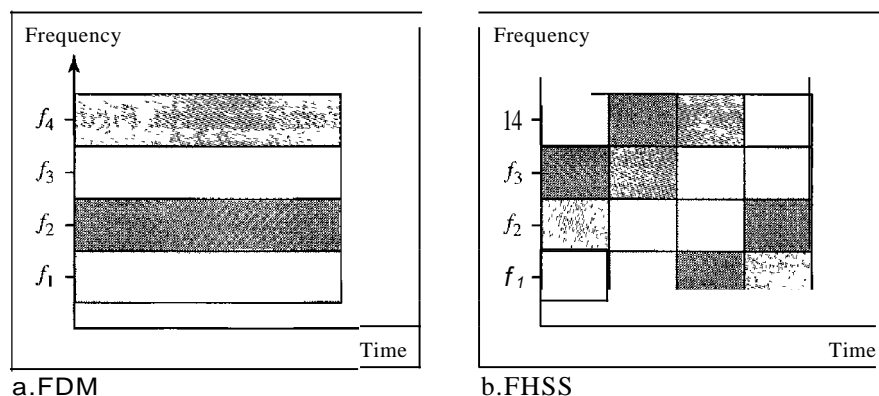 Frequency
f4
f3
f2
f1
Time
a.FDM
Frequency
14
f3
f2
f1
Time
b.FHSS